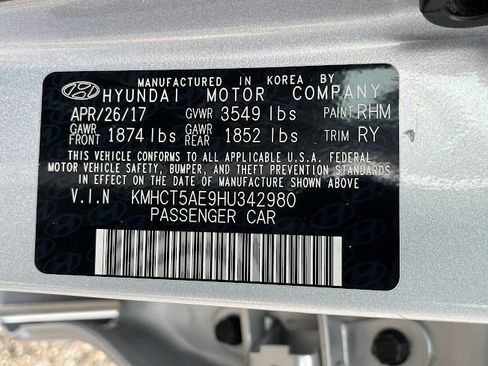 MANUFACTURED IN KOREA BY
HYUNDAI MOTOR COMPANY
APR/26/17 GVWR 3549 lbs PAINT RHM
GAWR FRONT 1874 lbs GAWR REAR 1852 lbs TRIM RY
THIS VEHICLE CONFORMS TO ALL APPLICABLE U.S.A. FEDERAL
MOTOR VEHICLE SAFETY, BUMPER, AND THEFT PREVENTION STANDARDS
IN EFFECT ON THE DATE OF MANUFACTURE SHOWN ABOVE.
V.I.N KMHCT5AE9HU342980
PASSENGER CAR